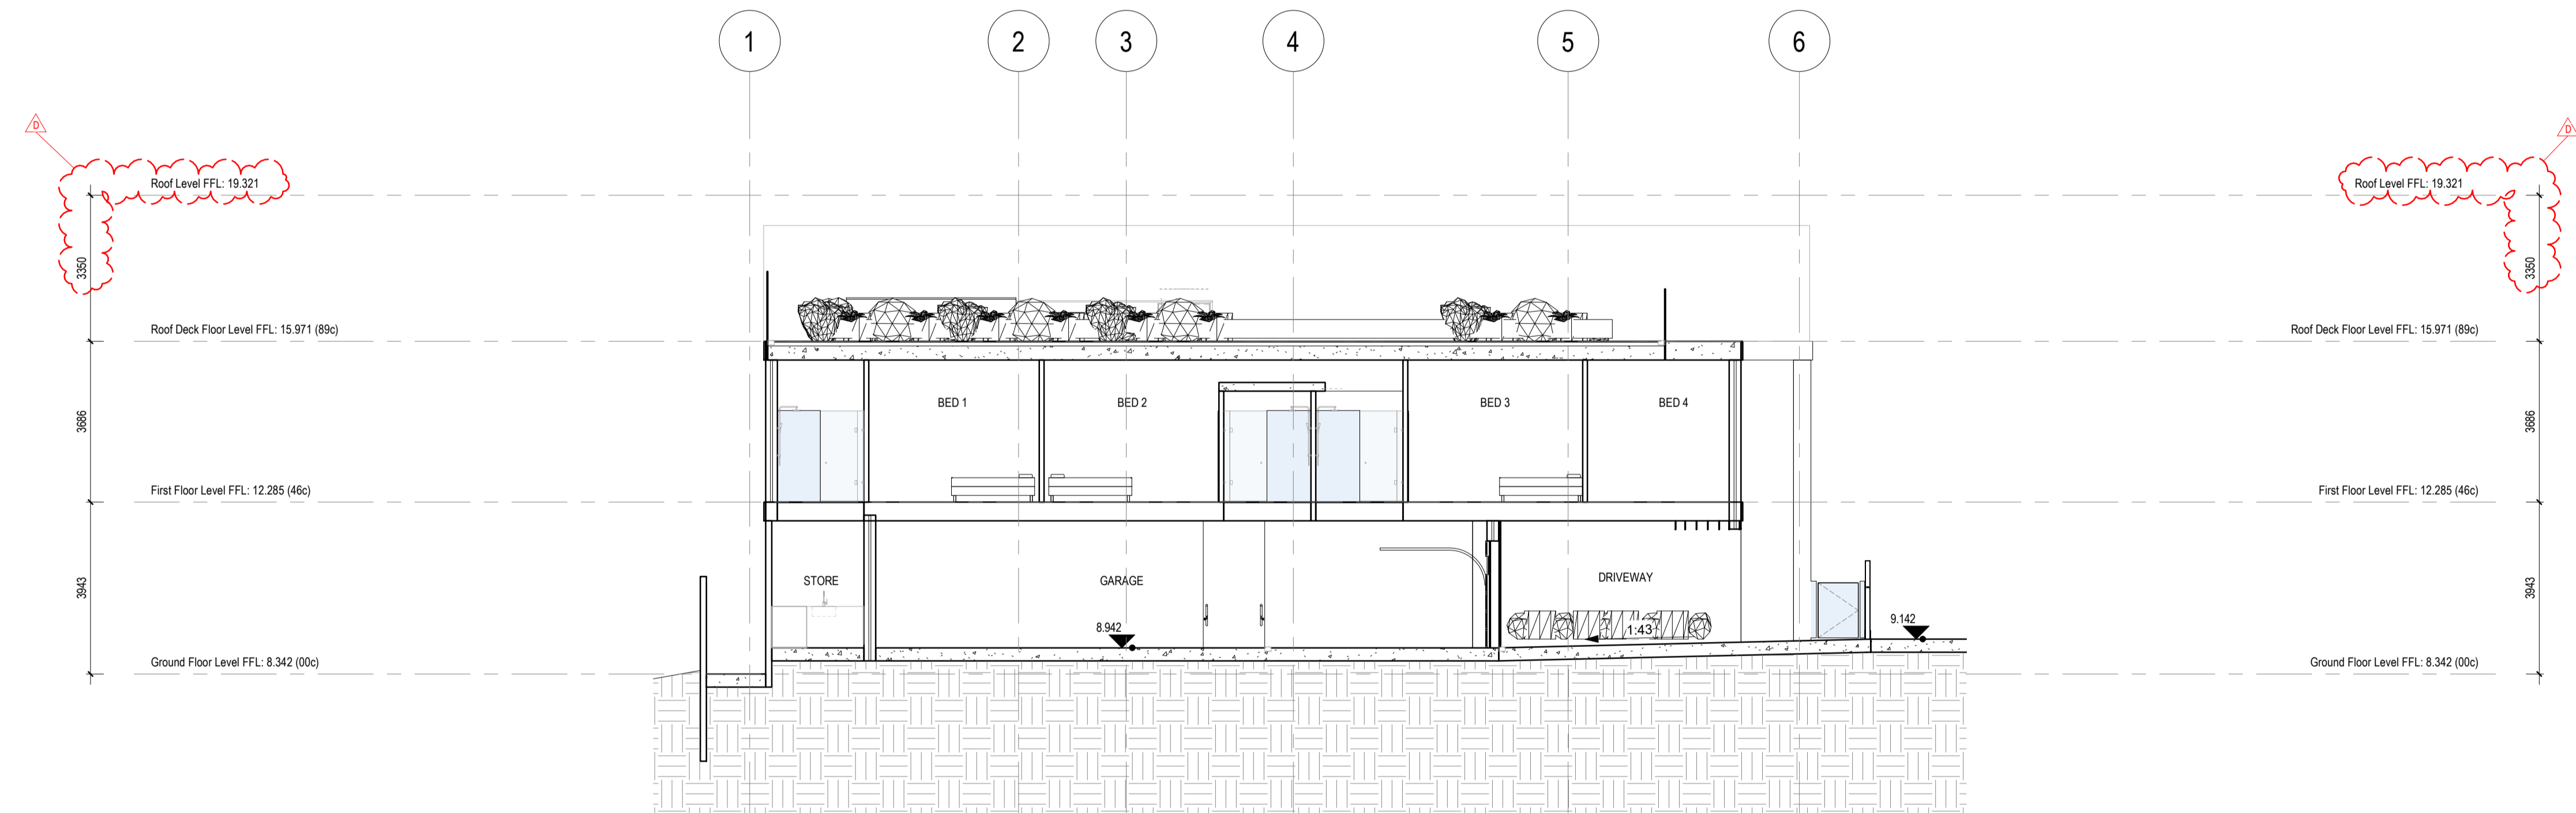 1
2
3
4
5
6
D
D
Roof Level FFL: 19.321
Roof Level FFL: 19.321
3350
3350
Roof Deck Floor Level FFL: 15.971 (89c)
Roof Deck Floor Level FFL: 15.971 (89c)
BED 1
BED 2
BED 3
BED 4
3686
3686
First Floor Level FFL: 12.285 (46c)
First Floor Level FFL: 12.285 (46c)
STORE
GARAGE
DRIVEWAY
3943
3943
8.942
1:43
9.142
Ground Floor Level FFL: 8.342 (00c)
Ground Floor Level FFL: 8.342 (00c)